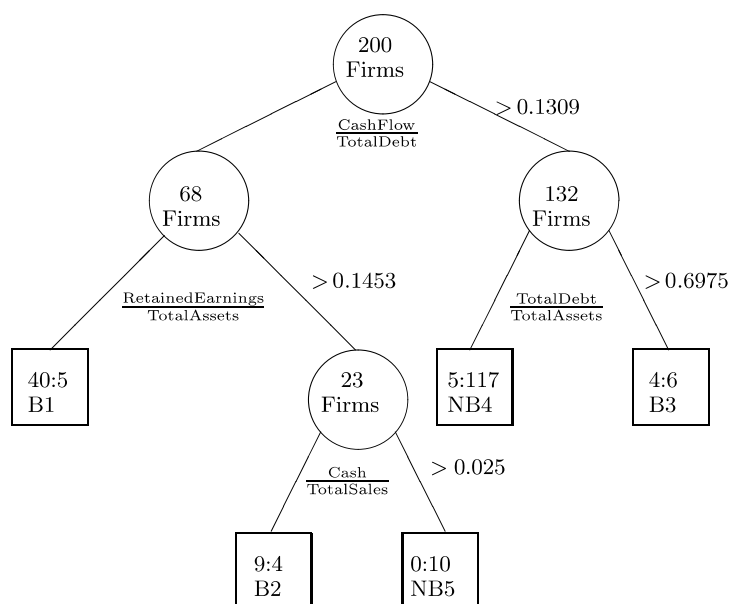 200
Firms
> 0.1309
CashFlow
TotalDebt
68
Firms
132
Firms
> 0.1453
> 0.6975
RetainedEarnings
TotalAssets
TotalDebt
TotalAssets
40:5
B1
23
Firms
5:117
NB4
4:6
B3
> 0.025
Cash
TotalSales
9:4
B2
0:10
NB5